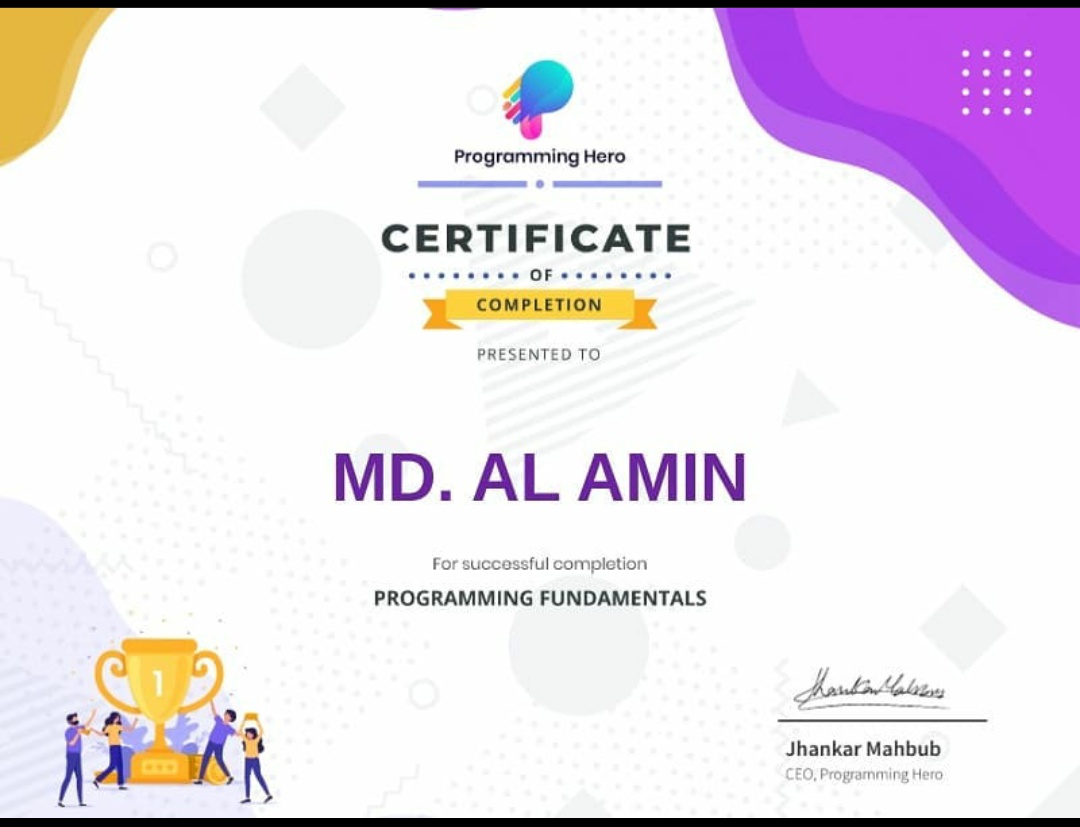 Programming Hero
CERTIFICATE
OF
COMPLETION
PRESENTED TO
MD. AL AMIN
For successful completion
PROGRAMMING FUNDAMENTALS
1
Jhankar Mahbub
Jhankar Mahbub
CEO, Programming Hero